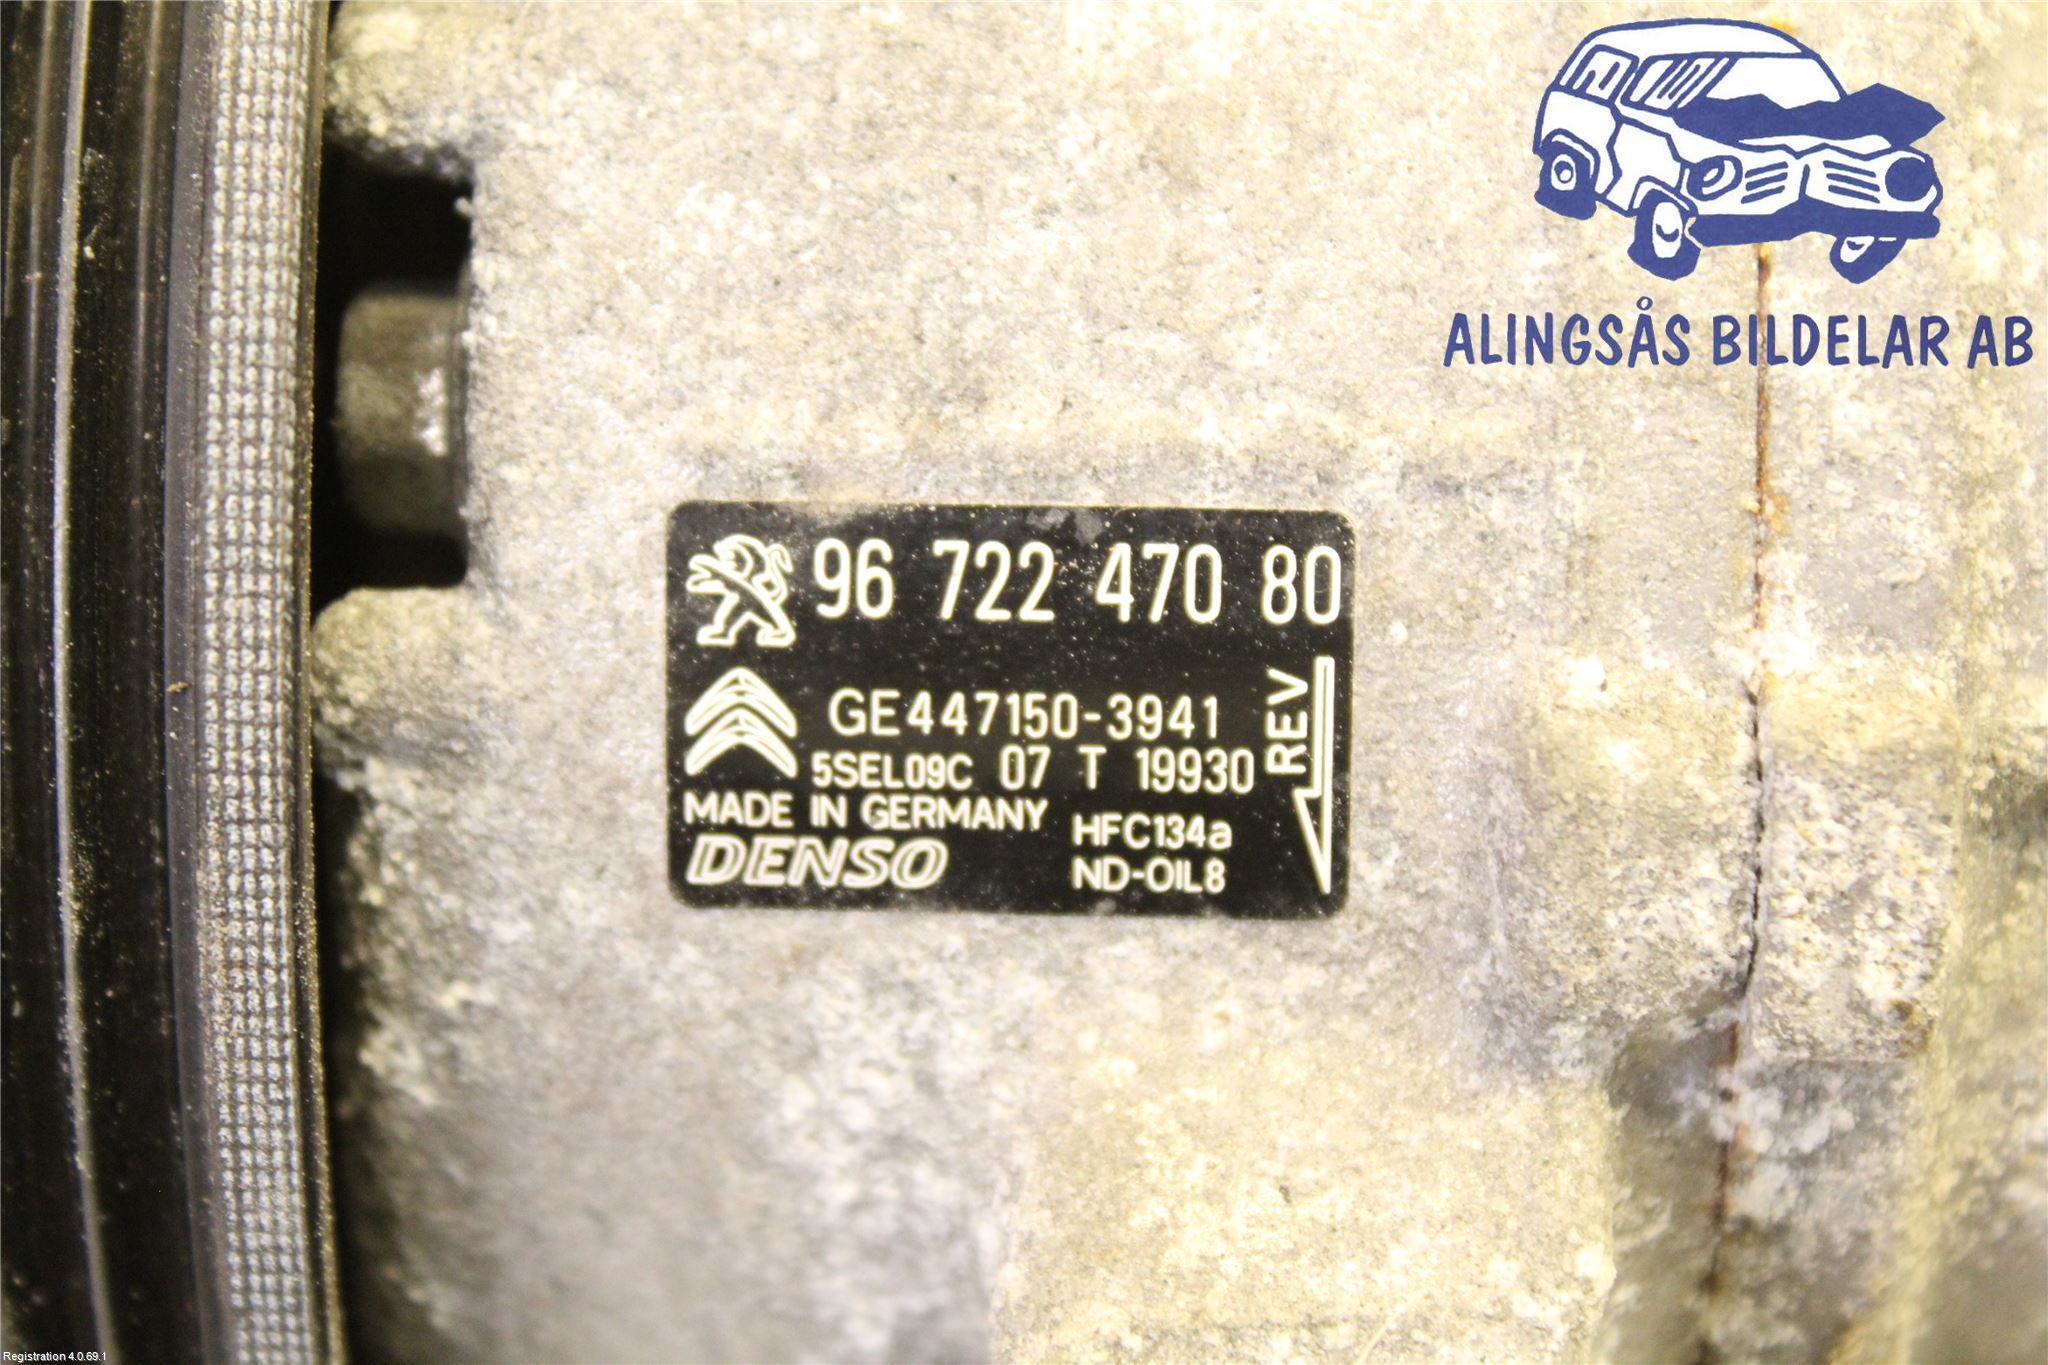 ALINGSÅS BILDELAR AB
96 722 470 80
GE447150-3941
5SEL09C 07 T 19930
REV
MADE IN GERMANY
HFC134a
DENSO
ND-OIL8
Registration 4.0.69.1